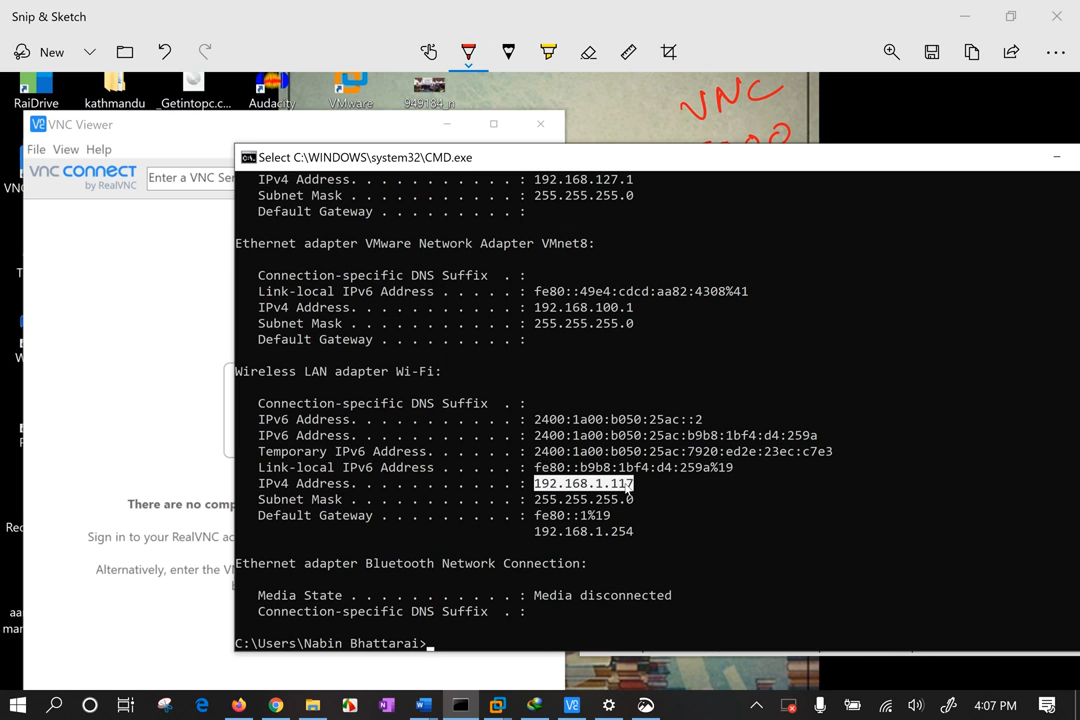 Snip & Sketch
New
RaiDrive
kathmandu
_Getintopc.c...
Audacity
VMware
949184_n
VNC
VNC Viewer
File View Help
vnc connect
by RealVNC
Enter a VNC Ser
Select C:\WINDOWS\system32\CMD.exe
IPv4 Address. . . . . . . . . . . : 192.168.127.1
Subnet Mask . . . . . . . . . . . : 255.255.255.0
Default Gateway . . . . . . . . . :
Ethernet adapter VMware Network Adapter VMnet8:
Connection-specific DNS Suffix  . :
Link-local IPv6 Address . . . . . : fe80::49e4:cdcd:aa82:4308%41
IPv4 Address. . . . . . . . . . . : 192.168.100.1
Subnet Mask . . . . . . . . . . . : 255.255.255.0
Default Gateway . . . . . . . . . :
Wireless LAN adapter Wi-Fi:
Connection-specific DNS Suffix  . :
IPv6 Address. . . . . . . . . . . : 2400:1a00:b050:25ac::2
IPv6 Address. . . . . . . . . . . : 2400:1a00:b050:25ac:b9b8:1bf4:d4:259a
Temporary IPv6 Address. . . . . . : 2400:1a00:b050:25ac:7920:ed2e:23ec:c7e3
Link-local IPv6 Address . . . . . : fe80::b9b8:1bf4:d4:259a%19
IPv4 Address. . . . . . . . . . . : 192.168.1.117
Subnet Mask . . . . . . . . . . . : 255.255.255.0
Default Gateway . . . . . . . . . : fe80::1%19
192.168.1.254
Ethernet adapter Bluetooth Network Connection:
Media State . . . . . . . . . . . : Media disconnected
Connection-specific DNS Suffix  . :
C:\Users\Nabin Bhattarai>
There are no comp
Sign in to your RealVNC ac
Alternatively, enter the V
4:07 PM